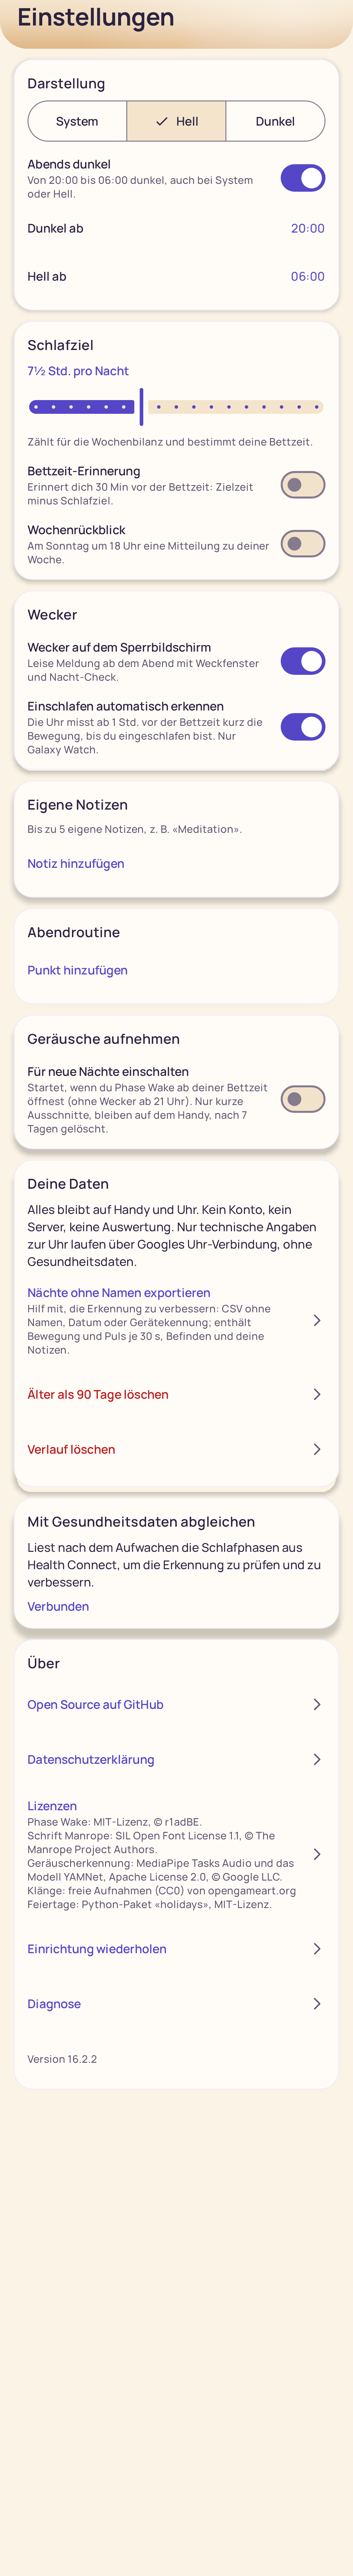 Einstellungen
Darstellung
System
Hell
Dunkel
Abends dunkel
Von 20:00 bis 06:00 dunkel, auch bei System
oder Hell.
Dunkel ab
20:00
Hell ab
06:00
Schlafziel
7½ Std. pro Nacht
Zählt für die Wochenbilanz und bestimmt deine Bettzeit.
Bettzeit-Erinnerung
Erinnert dich 30 Min vor der Bettzeit: Zielzeit
minus Schlafziel.
Wochenrückblick
Am Sonntag um 18 Uhr eine Mitteilung zu deiner
Woche.
Wecker
Wecker auf dem Sperrbildschirm
Leise Meldung ab dem Abend mit Weckfenster
und Nacht-Check.
Einschlafen automatisch erkennen
Die Uhr misst ab 1 Std. vor der Bettzeit kurz die
Bewegung, bis du eingeschlafen bist. Nur
Galaxy Watch.
Eigene Notizen
Bis zu 5 eigene Notizen, z. B. «Meditation».
Notiz hinzufügen
Abendroutine
Punkt hinzufügen
Geräusche aufnehmen
Für neue Nächte einschalten
Startet, wenn du Phase Wake ab deiner Bettzeit
öffnest (ohne Wecker ab 21 Uhr). Nur kurze
Ausschnitte, bleiben auf dem Handy, nach 7
Tagen gelöscht.
Deine Daten
Alles bleibt auf Handy und Uhr. Kein Konto, kein
Server, keine Auswertung. Nur technische Angaben
zur Uhr laufen über Googles Uhr-Verbindung, ohne
Gesundheitsdaten.
Nächte ohne Namen exportieren
Hilf mit, die Erkennung zu verbessern: CSV ohne
Namen, Datum oder Gerätekennung; enthält
Bewegung und Puls je 30 s, Befinden und deine
Notizen.
Älter als 90 Tage löschen
Verlauf löschen
Mit Gesundheitsdaten abgleichen
Liest nach dem Aufwachen die Schlafphasen aus
Health Connect, um die Erkennung zu prüfen und zu
verbessern.
Verbunden
Über
Open Source auf GitHub
Datenschutzerklärung
Lizenzen
Phase Wake: MIT-Lizenz, © r1adBE.
Schrift Manrope: SIL Open Font License 1.1, © The
Manrope Project Authors.
Geräuscherkennung: MediaPipe Tasks Audio und das
Modell YAMNet, Apache License 2.0, © Google LLC.
Klänge: freie Aufnahmen (CC0) von opengameart.org
Feiertage: Python-Paket «holidays», MIT-Lizenz.
Einrichtung wiederholen
Diagnose
Version 16.2.2